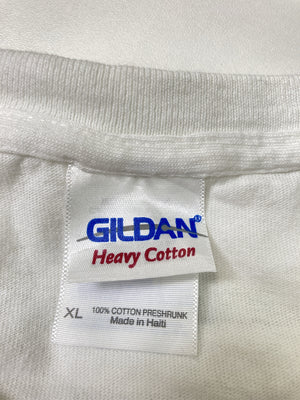 GILDAN®
Heavy Cotton
XL 100% COTTON PRESHRUNK
Made in Haiti